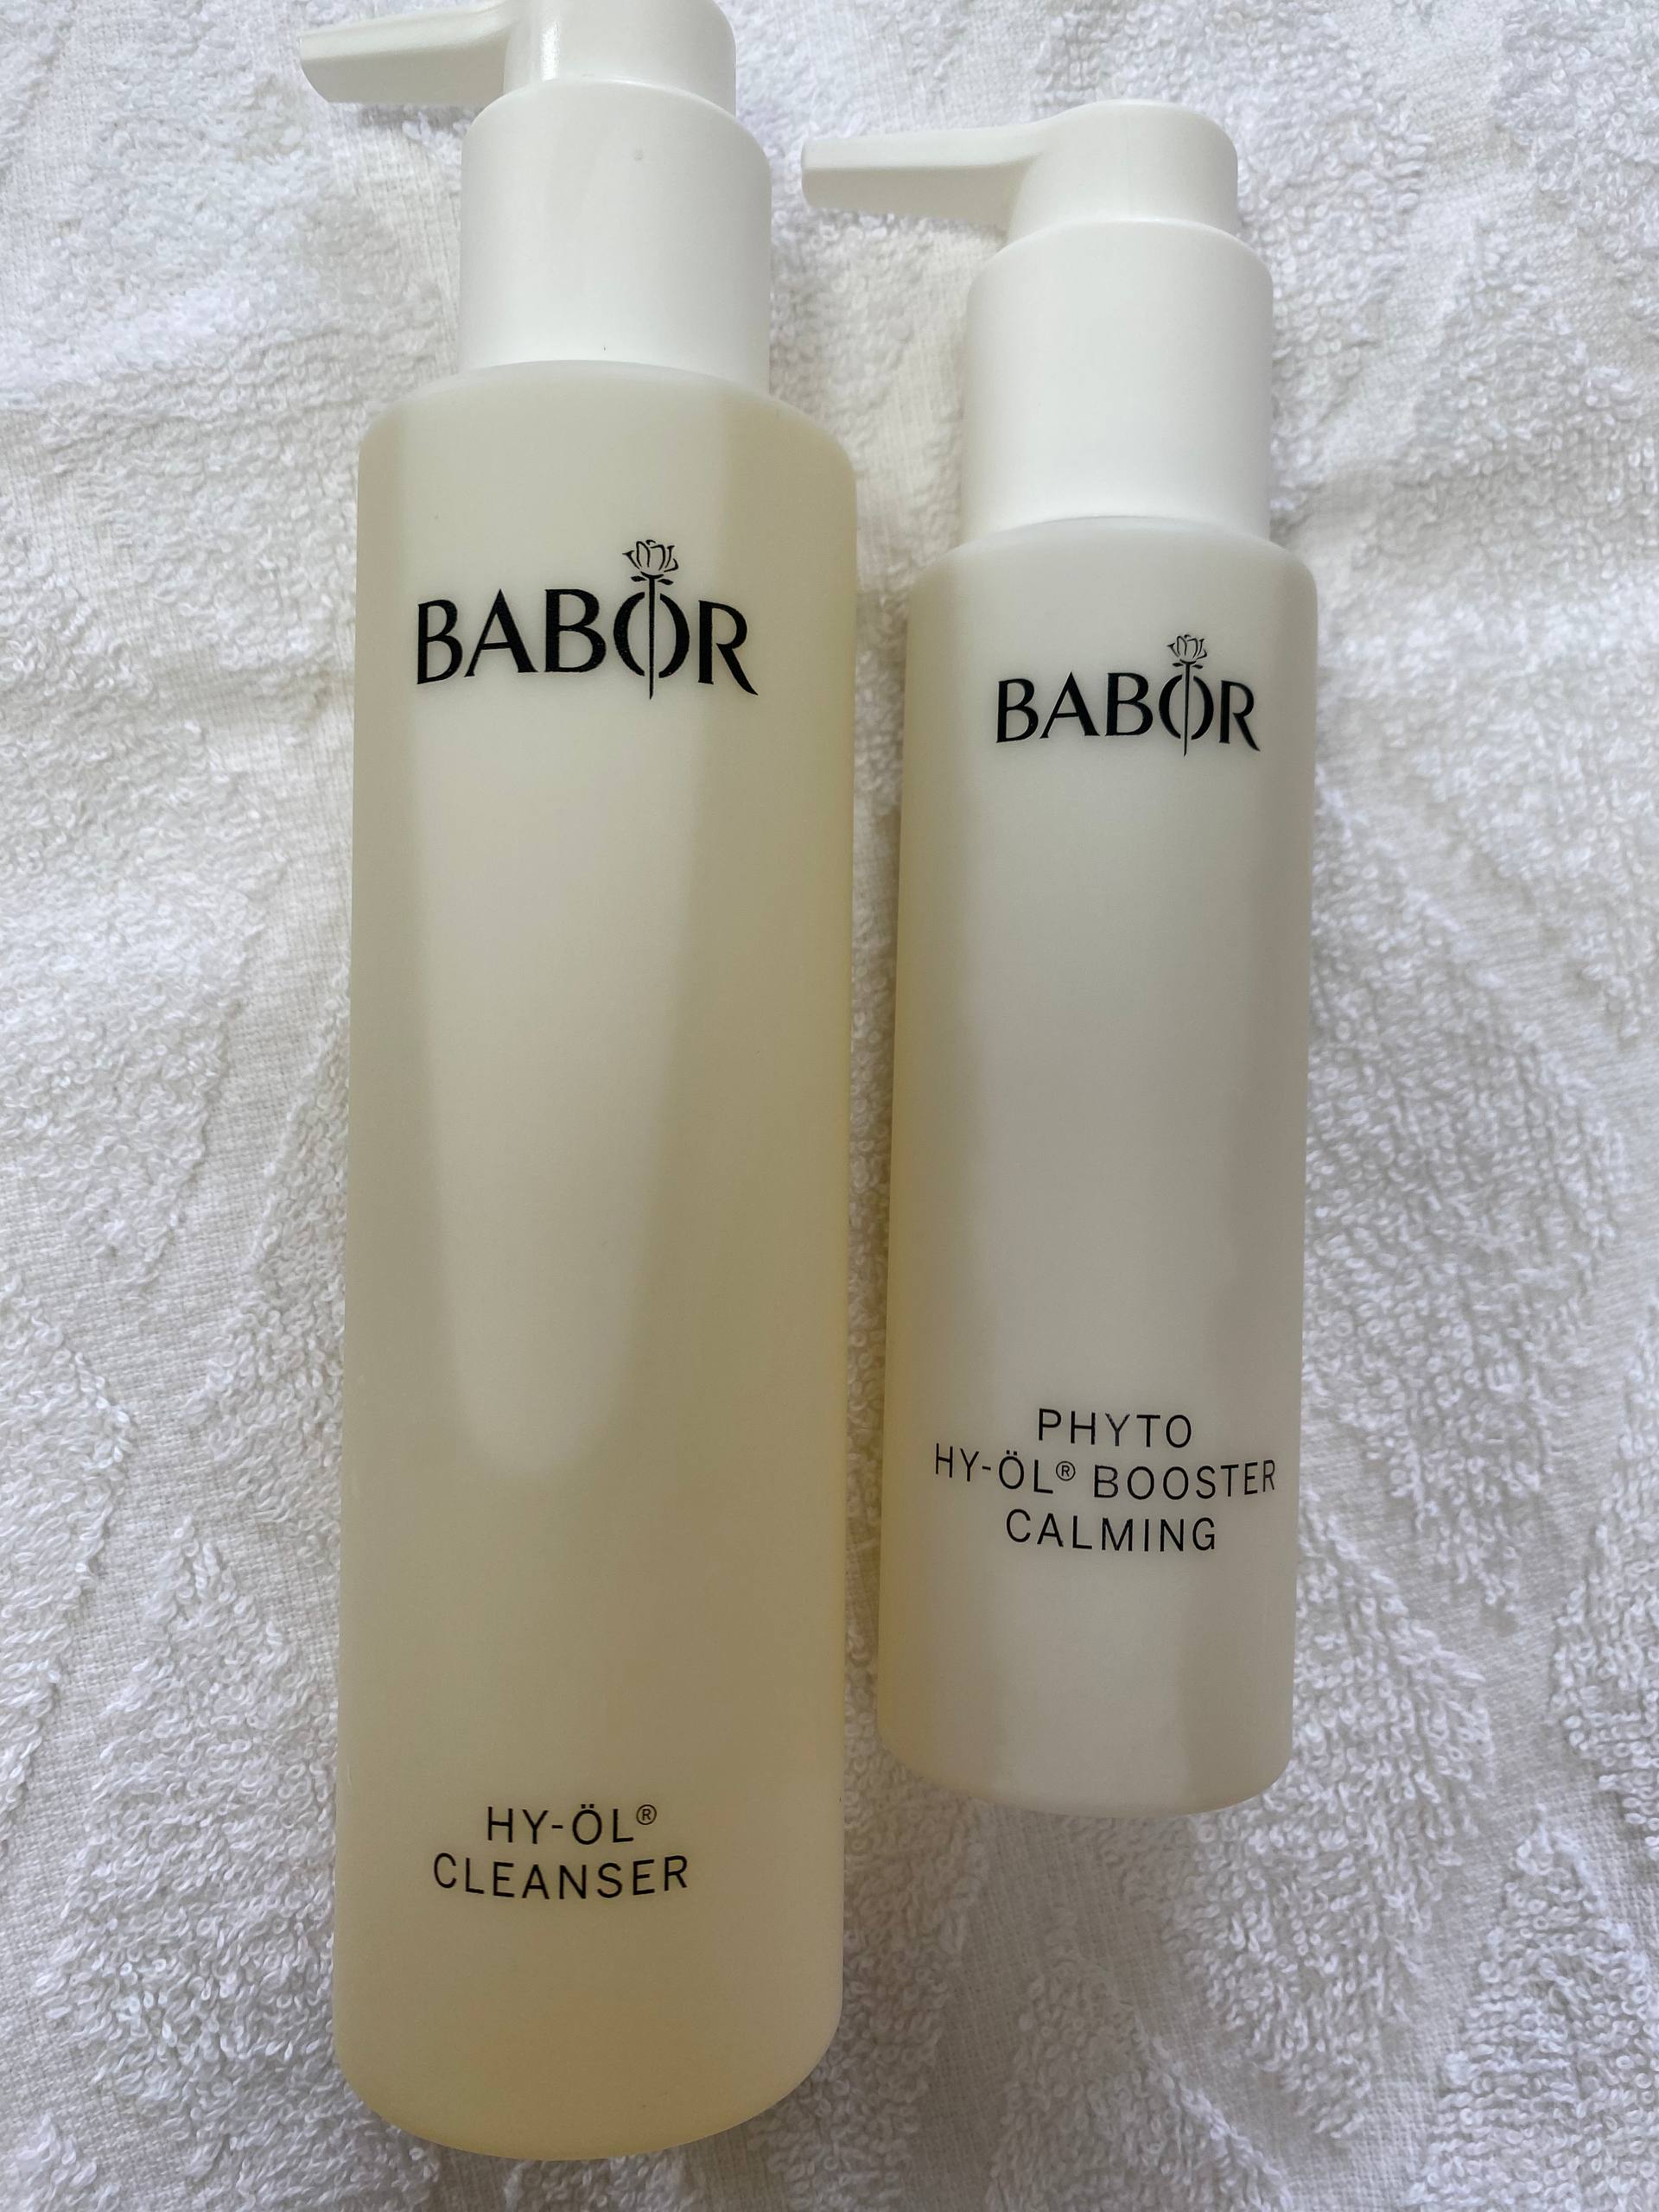 BABOR
HY-ÖL®
CLEANSER
BABOR
PHYTO
HY-ÖL® BOOSTER
CALMING